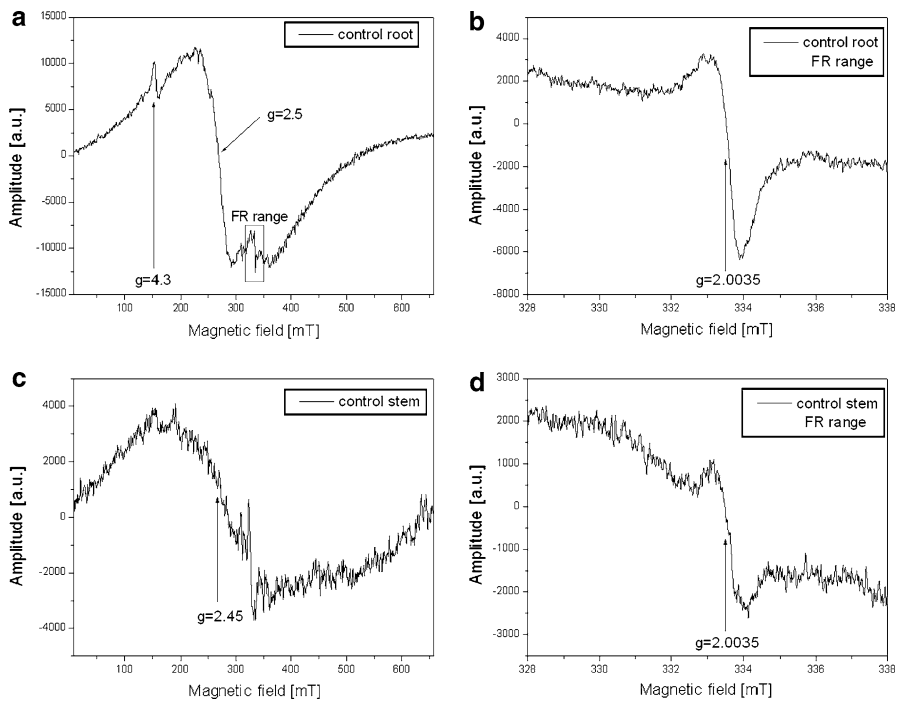 a
15000
10000
5000
0
-5000
-10000
-15000
100
200
300
400
500
600
Amplitude [a.u.]
Magnetic field [mT]
control root
g=2.5
FR range
g=4.3
b
4000
2000
0
-2000
-4000
-6000
-8000
328
330
332
334
336
338
Amplitude [a.u.]
Magnetic field [mT]
control root
FR range
g=2.0035
c
4000
2000
0
-2000
-4000
100
200
300
400
500
600
Amplitude [a.u.]
Magnetic field [mT]
control stem
g=2.45
d
3000
2000
1000
0
-1000
-2000
-3000
328
330
332
334
336
338
Amplitude [a.u.]
Magnetic field [mT]
control stem
FR range
g=2.0035